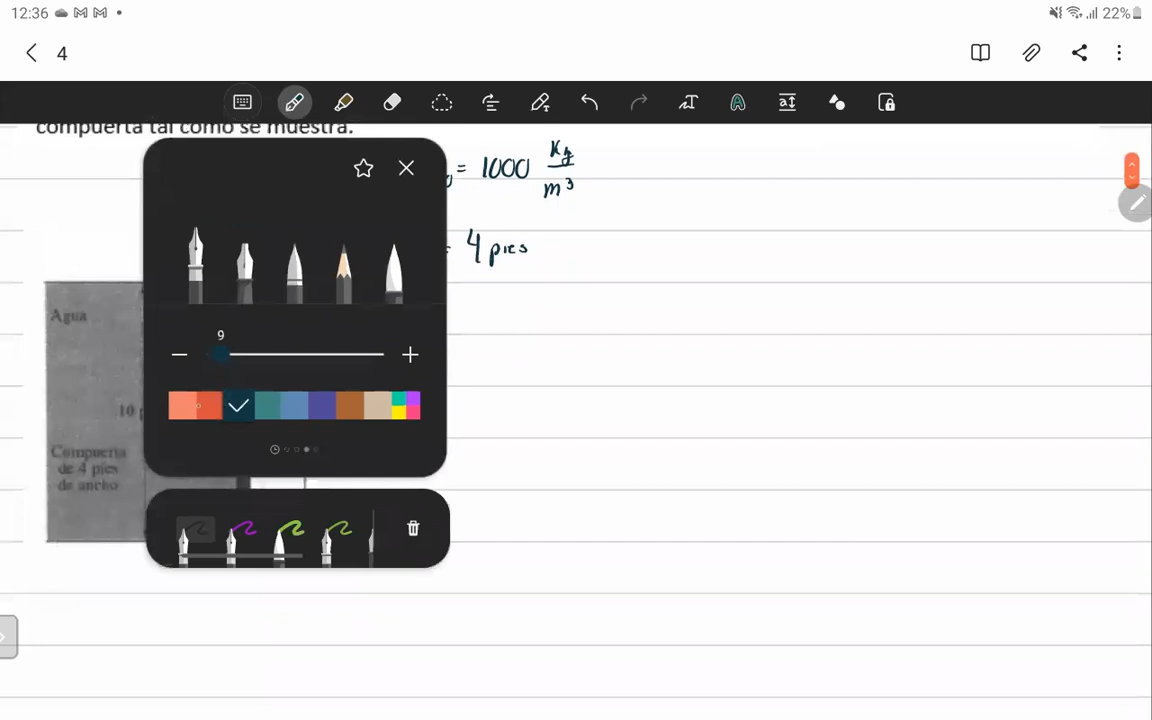 12:36
22%
4
compuerta tal como se muestra.
= 1000 kg/m³
= 4 pies
9
Agua
10 p
Compuerta
de 4 pies
de ancho